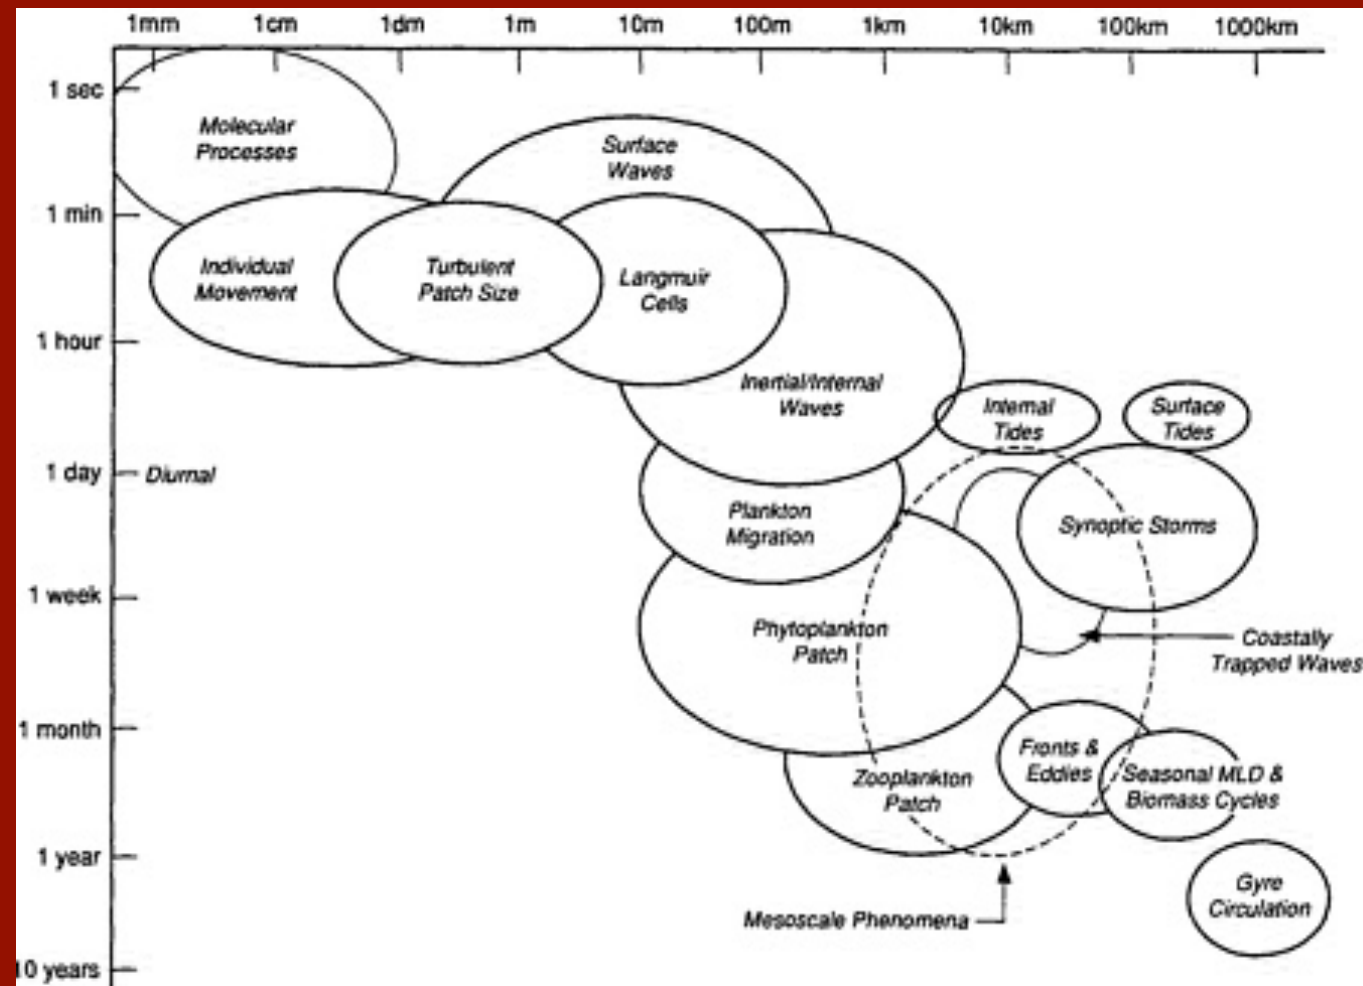 1mm 1cm 1dm 1m 10m 100m 1km 10km 100km 1000km
1 sec
Molecular
Processes
Surface
Waves
1 min
Individual
Movement
Turbulent
Patch Size
Langmuir
Cells
1 hour
Inertial/Internal
Waves
Internal
Tides
Surface
Tides
1 day
Diurnal
Plankton
Migration
Synoptic Storms
1 week
Phytoplankton
Patch
Coastally
Trapped Waves
1 month
Fronts &
Eddies
Zooplankton
Patch
Seasonal MLD &
Biomass Cycles
1 year
Gyre
Circulation
Mesoscale Phenomena
10 years